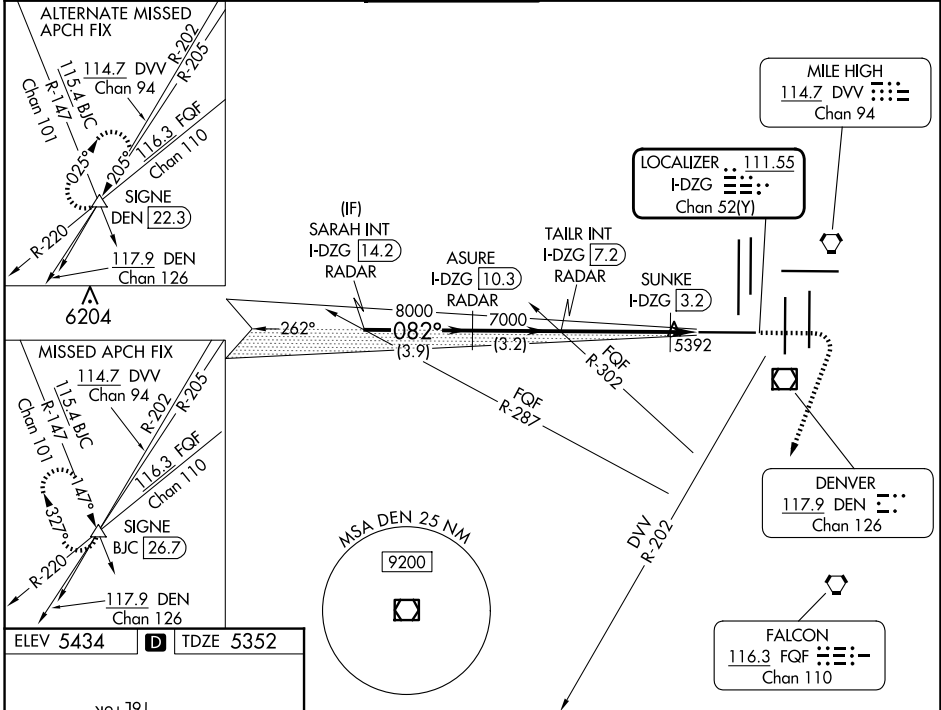 ALTERNATE MISSED
APCH FIX
R-202
R-205
114.7 DVV
Chan 94
115.4 BJC
R-147
Chan 101
116.3 FQF
Chan 110
025°
205°
SIGNE
DEN 22.3
R-220
117.9 DEN
Chan 126
6204
MISSED APCH FIX
114.7 DVV
Chan 94
R-202
R-205
115.4 BJC
R-147
Chan 101
116.3 FQF
Chan 110
147°
327°
SIGNE
BJC 26.7
R-220
117.9 DEN
Chan 126
ELEV 5434
D
TDZE 5352
MILE HIGH
114.7 DVV
Chan 94
LOCALIZER 111.55
I-DZG
Chan 52(Y)
(IF)
SARAH INT
I-DZG 14.2
RADAR
ASURE
I-DZG 10.3
RADAR
TAILR INT
I-DZG 7.2
RADAR
SUNKE
I-DZG 3.2
262°
8000
082°
(3.9)
7000
(3.2)
5392
FQF
R-302
FQF
R-287
DVV
R-202
DENVER
117.9 DEN
Chan 126
MSA DEN 25 NM
9200
FALCON
116.3 FQF
Chan 110